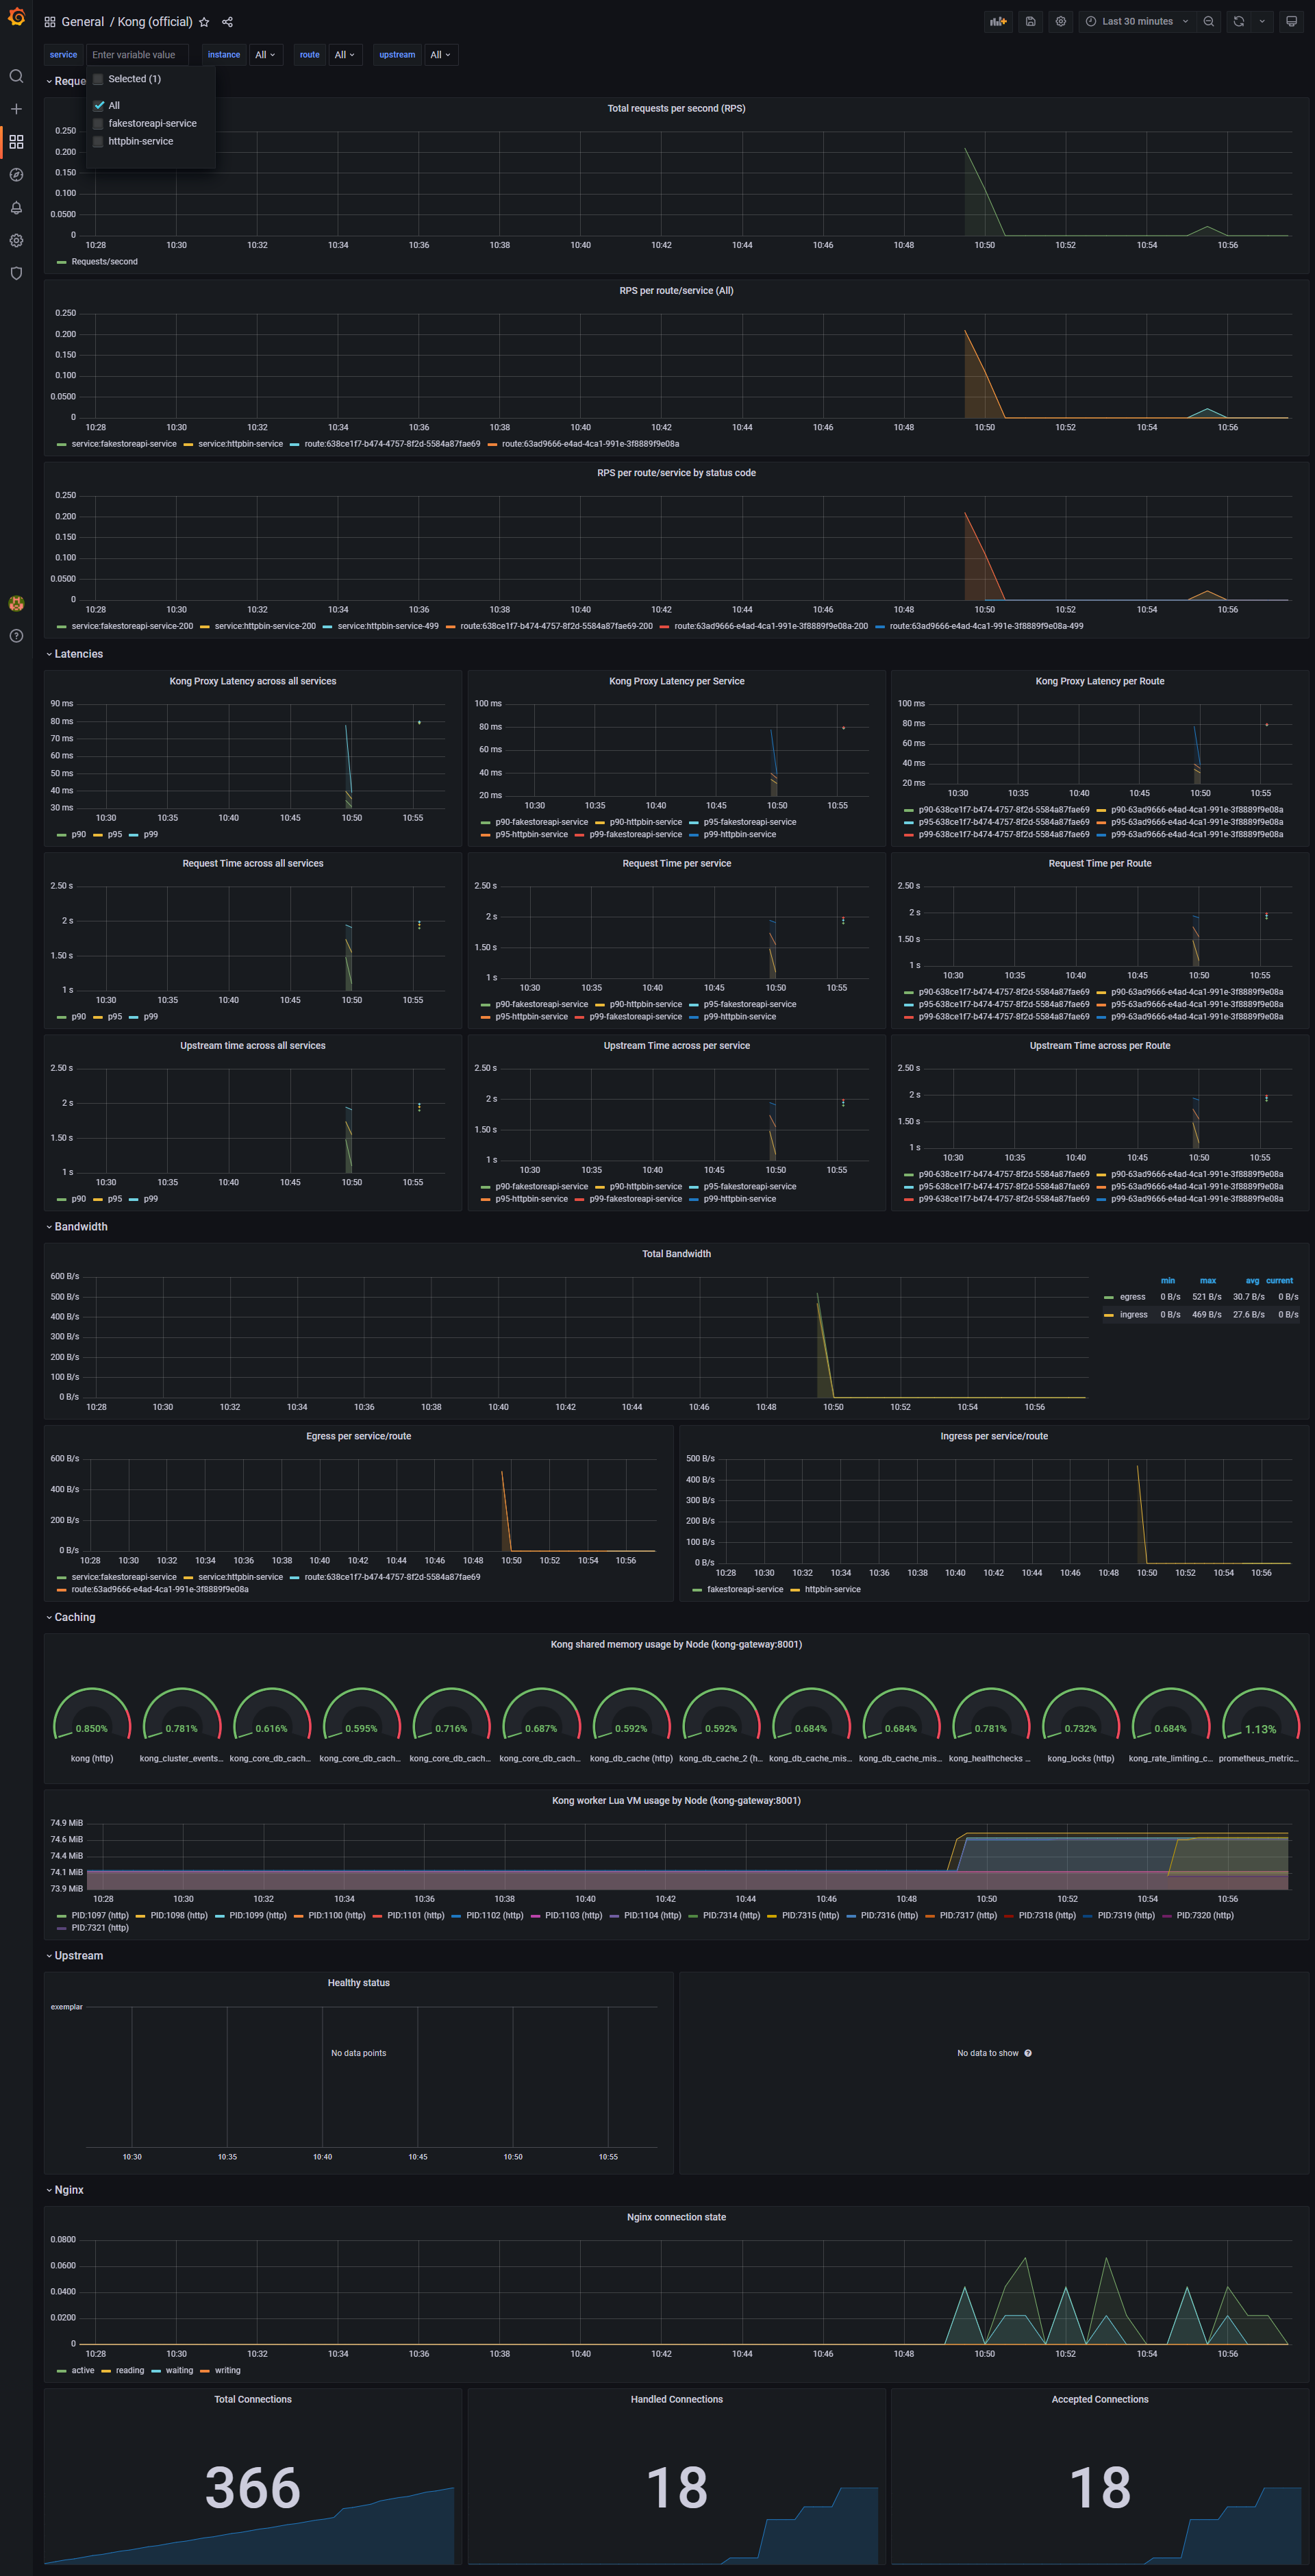 General / Kong (official)
Last 30 minutes
service Enter variable value instance All route All upstream All
Selected (1)
All
fakestoreapi-service
httpbin-service
Reque
Total requests per second (RPS)
0.250
0.200
0.150
0.100
0.0500
0
10:28 10:30 10:32 10:34 10:36 10:38 10:40 10:42 10:44 10:46 10:48 10:50 10:52 10:54 10:56
Requests/second
RPS per route/service (All)
0.250
0.200
0.150
0.100
0.0500
0
10:28 10:30 10:32 10:34 10:36 10:38 10:40 10:42 10:44 10:46 10:48 10:50 10:52 10:54 10:56
service:fakestoreapi-service service:httpbin-service route:638ce1f7-b474-4757-8f2d-5584a87fae69 route:63ad9666-e4ad-4ca1-991e-3f8889f9e08a
RPS per route/service by status code
0.250
0.200
0.150
0.100
0.0500
0
10:28 10:30 10:32 10:34 10:36 10:38 10:40 10:42 10:44 10:46 10:48 10:50 10:52 10:54 10:56
service:fakestoreapi-service-200 service:httpbin-service-200 service:httpbin-service-499 route:638ce1f7-b474-4757-8f2d-5584a87fae69-200 route:63ad9666-e4ad-4ca1-991e-3f8889f9e08a-200 route:63ad9666-e4ad-4ca1-991e-3f8889f9e08a-499
Latencies
Kong Proxy Latency across all services
90 ms
80 ms
70 ms
60 ms
50 ms
40 ms
30 ms
10:30 10:35 10:40 10:45 10:50 10:55
p90 p95 p99
Kong Proxy Latency per Service
100 ms
80 ms
60 ms
40 ms
20 ms
10:30 10:35 10:40 10:45 10:50 10:55
p90-fakestoreapi-service p90-httpbin-service p95-fakestoreapi-service
p95-httpbin-service p99-fakestoreapi-service p99-httpbin-service
Kong Proxy Latency per Route
100 ms
80 ms
60 ms
40 ms
20 ms
10:30 10:35 10:40 10:45 10:50 10:55
p90-638ce1f7-b474-4757-8f2d-5584a87fae69 p90-63ad9666-e4ad-4ca1-991e-3f8889f9e08a
p95-638ce1f7-b474-4757-8f2d-5584a87fae69 p95-63ad9666-e4ad-4ca1-991e-3f8889f9e08a
p99-638ce1f7-b474-4757-8f2d-5584a87fae69 p99-63ad9666-e4ad-4ca1-991e-3f8889f9e08a
Request Time across all services
2.50 s
2 s
1.50 s
1 s
10:30 10:35 10:40 10:45 10:50 10:55
p90 p95 p99
Request Time per service
2.50 s
2 s
1.50 s
1 s
10:30 10:35 10:40 10:45 10:50 10:55
p90-fakestoreapi-service p90-httpbin-service p95-fakestoreapi-service
p95-httpbin-service p99-fakestoreapi-service p99-httpbin-service
Request Time per Route
2.50 s
2 s
1.50 s
1 s
10:30 10:35 10:40 10:45 10:50 10:55
p90-638ce1f7-b474-4757-8f2d-5584a87fae69 p90-63ad9666-e4ad-4ca1-991e-3f8889f9e08a
p95-638ce1f7-b474-4757-8f2d-5584a87fae69 p95-63ad9666-e4ad-4ca1-991e-3f8889f9e08a
p99-638ce1f7-b474-4757-8f2d-5584a87fae69 p99-63ad9666-e4ad-4ca1-991e-3f8889f9e08a
Upstream time across all services
2.50 s
2 s
1.50 s
1 s
10:30 10:35 10:40 10:45 10:50 10:55
p90 p95 p99
Upstream Time across per service
2.50 s
2 s
1.50 s
1 s
10:30 10:35 10:40 10:45 10:50 10:55
p90-fakestoreapi-service p90-httpbin-service p95-fakestoreapi-service
p95-httpbin-service p99-fakestoreapi-service p99-httpbin-service
Upstream Time across per Route
2.50 s
2 s
1.50 s
1 s
10:30 10:35 10:40 10:45 10:50 10:55
p90-638ce1f7-b474-4757-8f2d-5584a87fae69 p90-63ad9666-e4ad-4ca1-991e-3f8889f9e08a
p95-638ce1f7-b474-4757-8f2d-5584a87fae69 p95-63ad9666-e4ad-4ca1-991e-3f8889f9e08a
p99-638ce1f7-b474-4757-8f2d-5584a87fae69 p99-63ad9666-e4ad-4ca1-991e-3f8889f9e08a
Bandwidth
Total Bandwidth
600 B/s
500 B/s
400 B/s
300 B/s
200 B/s
100 B/s
0 B/s
10:28 10:30 10:32 10:34 10:36 10:38 10:40 10:42 10:44 10:46 10:48 10:50 10:52 10:54 10:56
min max avg current
egress 0 B/s 521 B/s 30.7 B/s 0 B/s
ingress 0 B/s 469 B/s 27.6 B/s 0 B/s
Egress per service/route
600 B/s
400 B/s
200 B/s
0 B/s
10:28 10:30 10:32 10:34 10:36 10:38 10:40 10:42 10:44 10:46 10:48 10:50 10:52 10:54 10:56
service:fakestoreapi-service service:httpbin-service route:638ce1f7-b474-4757-8f2d-5584a87fae69
route:63ad9666-e4ad-4ca1-991e-3f8889f9e08a
Ingress per service/route
500 B/s
400 B/s
300 B/s
200 B/s
100 B/s
0 B/s
10:28 10:30 10:32 10:34 10:36 10:38 10:40 10:42 10:44 10:46 10:48 10:50 10:52 10:54 10:56
fakestoreapi-service httpbin-service
Caching
Kong shared memory usage by Node (kong-gateway:8001)
0.850% 0.781% 0.616% 0.595% 0.716% 0.687% 0.592% 0.592% 0.684% 0.684% 0.781% 0.732% 0.684% 1.13%
kong (http) kong_cluster_events... kong_core_db_cach... kong_core_db_cach... kong_core_db_cach... kong_core_db_cach... kong_db_cache (http) kong_db_cache_2 (h... kong_db_cache_mis... kong_db_cache_mis... kong_healthchecks ... kong_locks (http) kong_rate_limiting_c... prometheus_metric...
Kong worker Lua VM usage by Node (kong-gateway:8001)
74.9 MiB
74.6 MiB
74.4 MiB
74.1 MiB
73.9 MiB
10:28 10:30 10:32 10:34 10:36 10:38 10:40 10:42 10:44 10:46 10:48 10:50 10:52 10:54 10:56
PID:1097 (http) PID:1098 (http) PID:1099 (http) PID:1100 (http) PID:1101 (http) PID:1102 (http) PID:1103 (http) PID:1104 (http) PID:7314 (http) PID:7315 (http) PID:7316 (http) PID:7317 (http) PID:7318 (http) PID:7319 (http) PID:7320 (http)
PID:7321 (http)
Upstream
Healthy status
exemplar
No data points
10:30 10:35 10:40 10:45 10:50 10:55
No data to show
Nginx
Nginx connection state
0.0800
0.0600
0.0400
0.0200
0
10:28 10:30 10:32 10:34 10:36 10:38 10:40 10:42 10:44 10:46 10:48 10:50 10:52 10:54 10:56
active reading waiting writing
Total Connections
366
Handled Connections
18
Accepted Connections
18